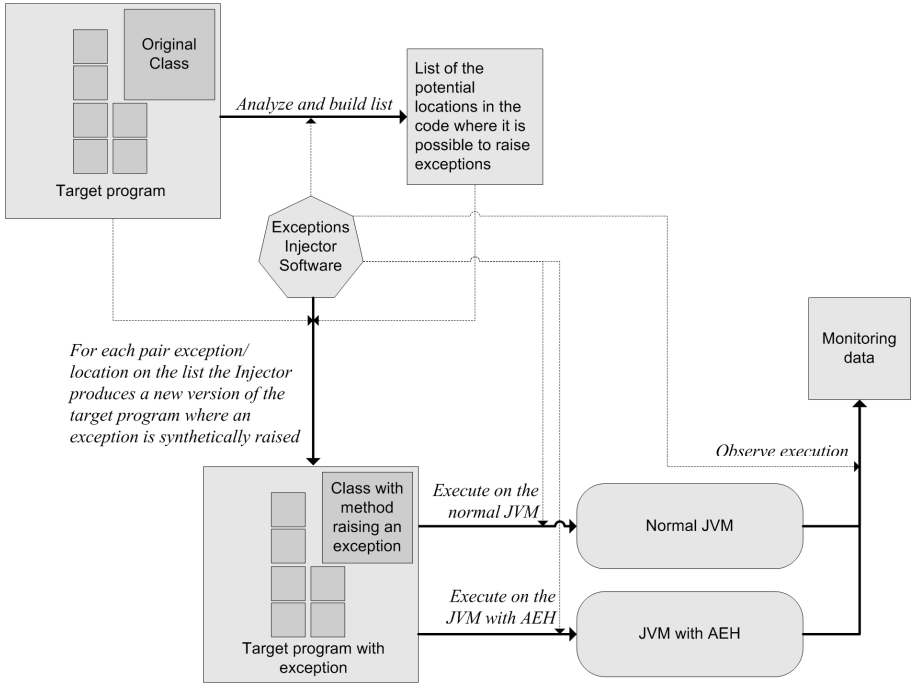 Original
Class
Target program
Analyze and build list
List of the
potential
locations in the
code where it is
possible to raise
exceptions
Exceptions
Injector
Software
For each pair exception/
location on the list the Injector
produces a new version of the
target program where an
exception is synthetically raised
Monitoring
data
Observe execution
Class with
method
raising an
exception
Target program with
exception
Execute on the
normal JVM
Normal JVM
Execute on the
JVM with AEH
JVM with AEH